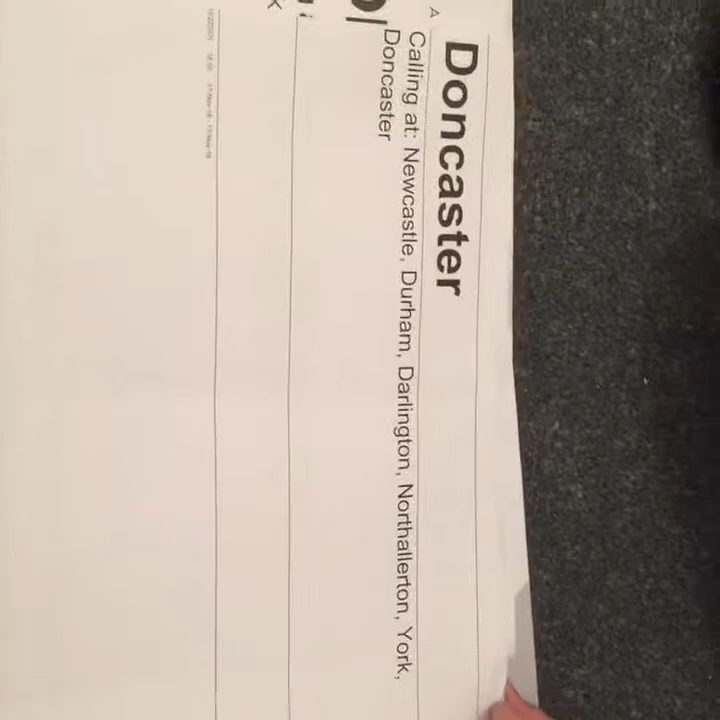 A
Doncaster
Calling at: Newcastle, Durham, Darlington, Northallerton, York,
Doncaster